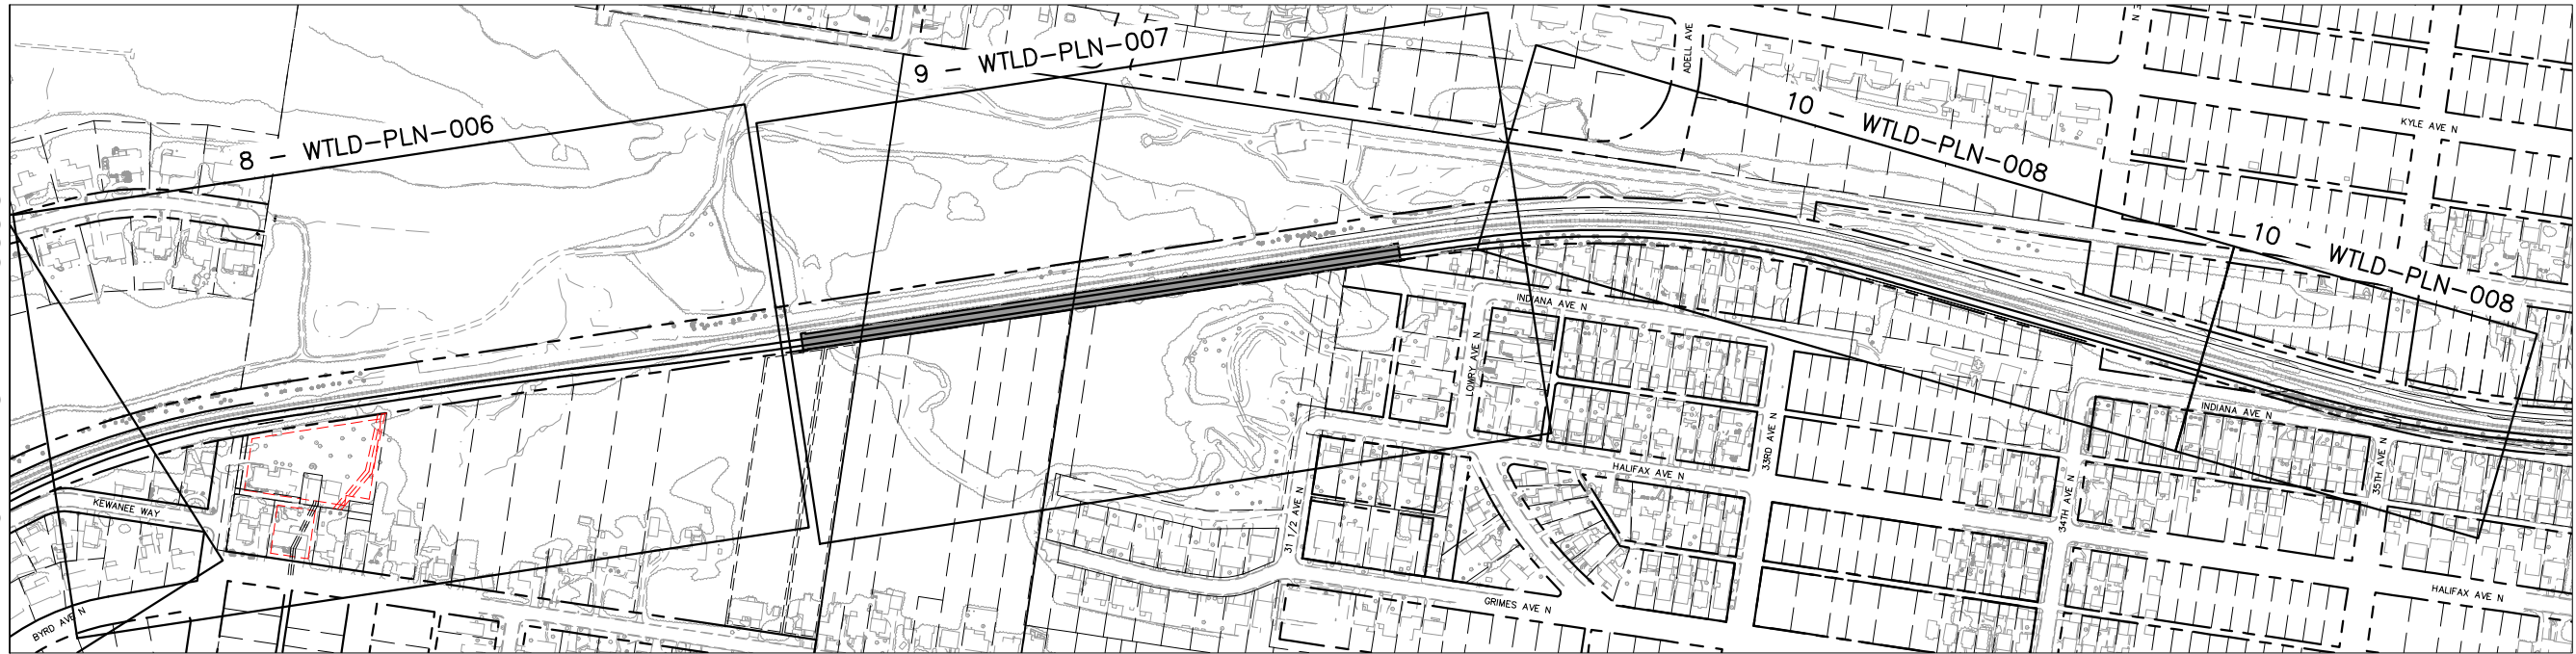 9 – WTLD-PLN-007
ADELL AVE
8 – WTLD-PLN-006
10 – WTLD-PLN-008
KYLE AVE N
10 – WTLD-PLN-008
INDIANA AVE N
LOWRY AVE N
INDIANA AVE N
33RD AVE N
35TH AVE N
HALIFAX AVE N
KEWANEE WAY
31 1/2 AVE N
34TH AVE N
HALIFAX AVE N
GRIMES AVE N
BYRD AVE N